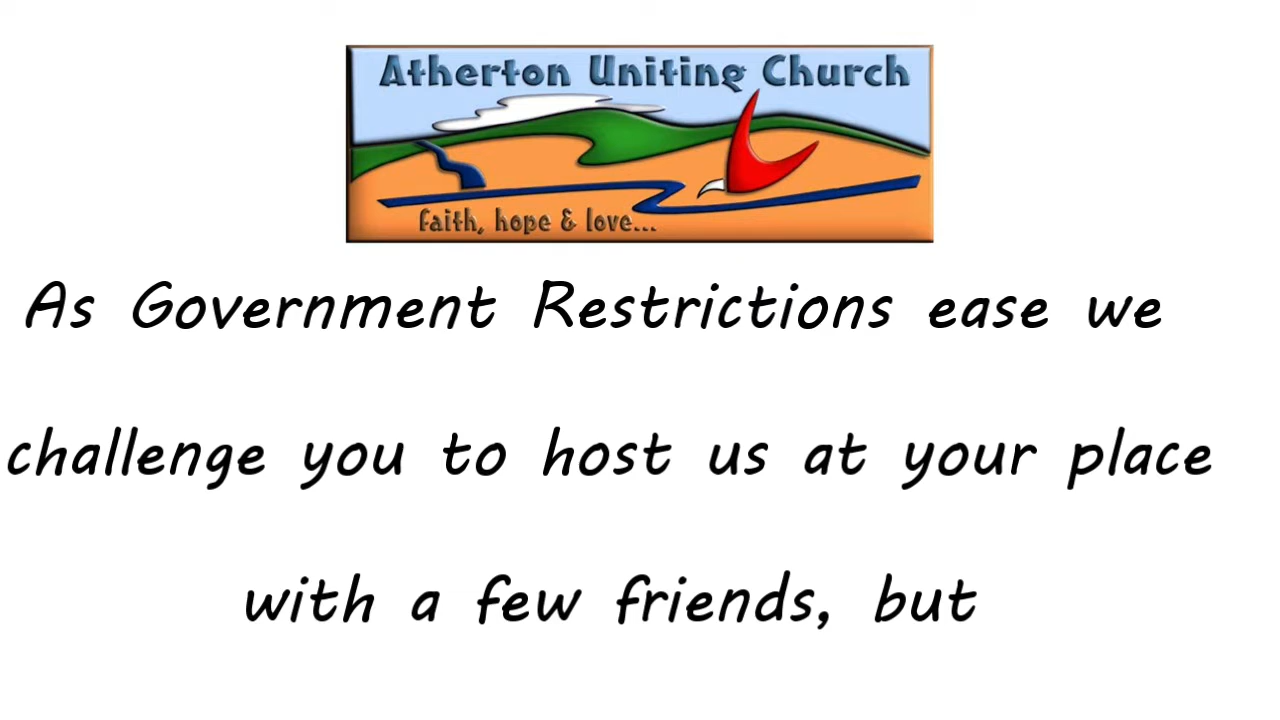 Atherton Uniting Church
faith, hope & love...
As Government Restrictions ease we
challenge you to host us at your place
with a few friends, but